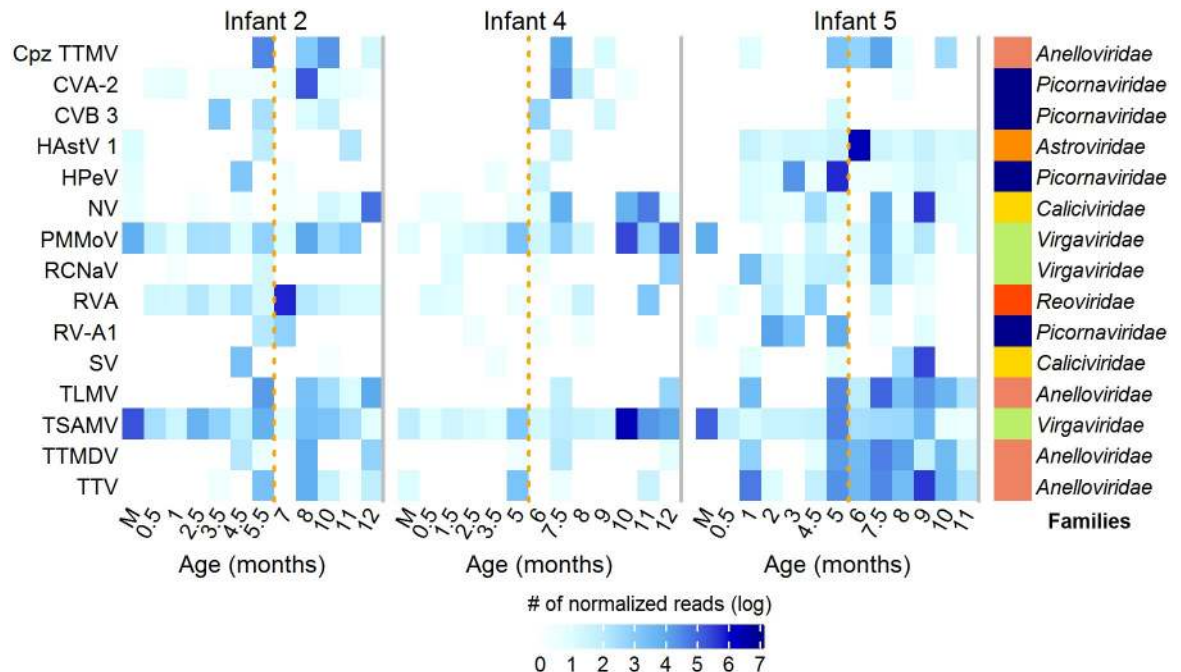 Infant 2 Infant 4 Infant 5
Cpz TTMV Anelloviridae
CVA-2 Picornaviridae
CVB 3 Picornaviridae
HAstV 1 Astroviridae
HPeV Picornaviridae
NV Caliciviridae
PMMoV Virgaviridae
RCNaV Virgaviridae
RVA Reoviridae
RV-A1 Picornaviridae
SV Caliciviridae
TLMV Anelloviridae
TSAMV Virgaviridae
TTMDV Anelloviridae
TTV Anelloviridae
M 0.5 1 2.5 3.5 4.5 5.5 7 8 10 11 12 M 0.5 1.5 2 3.5 5 6 7.5 8 9 10 11 12 M 0.5 1 2 3 4.5 5 6 7.5 8 9 10 11
Families
Age (months) Age (months) Age (months)
# of normalized reads (log)
0 1 2 3 4 5 6 7